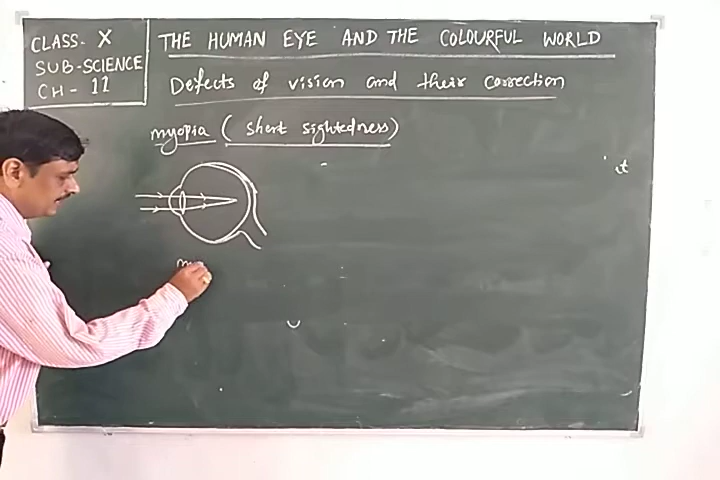 CLASS- X
SUB-SCIENCE
CH- 11
THE HUMAN EYE AND THE COLOURFUL WORLD
Defects of vision and their correction
myopia (short sightedness)
m
it